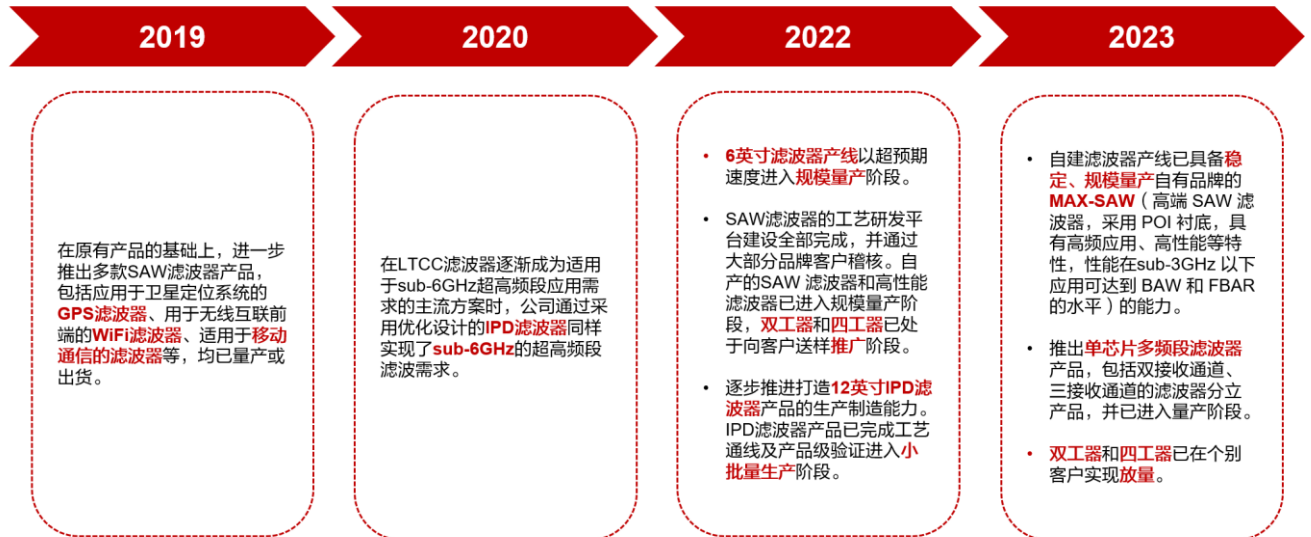 2019
2020
2022
2023
在原有产品的基础上，进一步
推出多款SAW滤波器产品，
包括应用于卫星定位系统的
GPS滤波器、用于无线互联前
端的WiFi滤波器、适用于移动
通信的滤波器等，均已量产或
出货。
在LTCC滤波器逐渐成为适用
于sub-6GHz超高频段应用需
求的主流方案时，公司通过采
用优化设计的IPD滤波器同样
实现了sub-6GHz的超高频段
滤波需求。
• 6英寸滤波器产线以超预期
速度进入规模量产阶段。
• SAW滤波器的工艺研发平
台建设全部完成，并通过
大部分品牌客户稽核。自
产的SAW 滤波器和高性能
滤波器已进入规模量产阶
段，双工器和四工器已处
于向客户送样推广阶段。
• 逐步推进打造12英寸IPD滤
波器产品的生产制造能力。
IPD滤波器产品已完成工艺
通线及产品级验证进入小
批量生产阶段。
• 自建滤波器产线已具备稳
定、规模量产自有品牌的
MAX-SAW（高端 SAW 滤
波器，采用 POI 衬底，具
有高频应用、高性能等特
性，性能在sub-3GHz 以下
应用可达到 BAW 和 FBAR
的水平）的能力。
• 推出单芯片多频段滤波器
产品，包括双接收通道、
三接收通道的滤波器分立
产品，并已进入量产阶段。
• 双工器和四工器已在个别
客户实现放量。